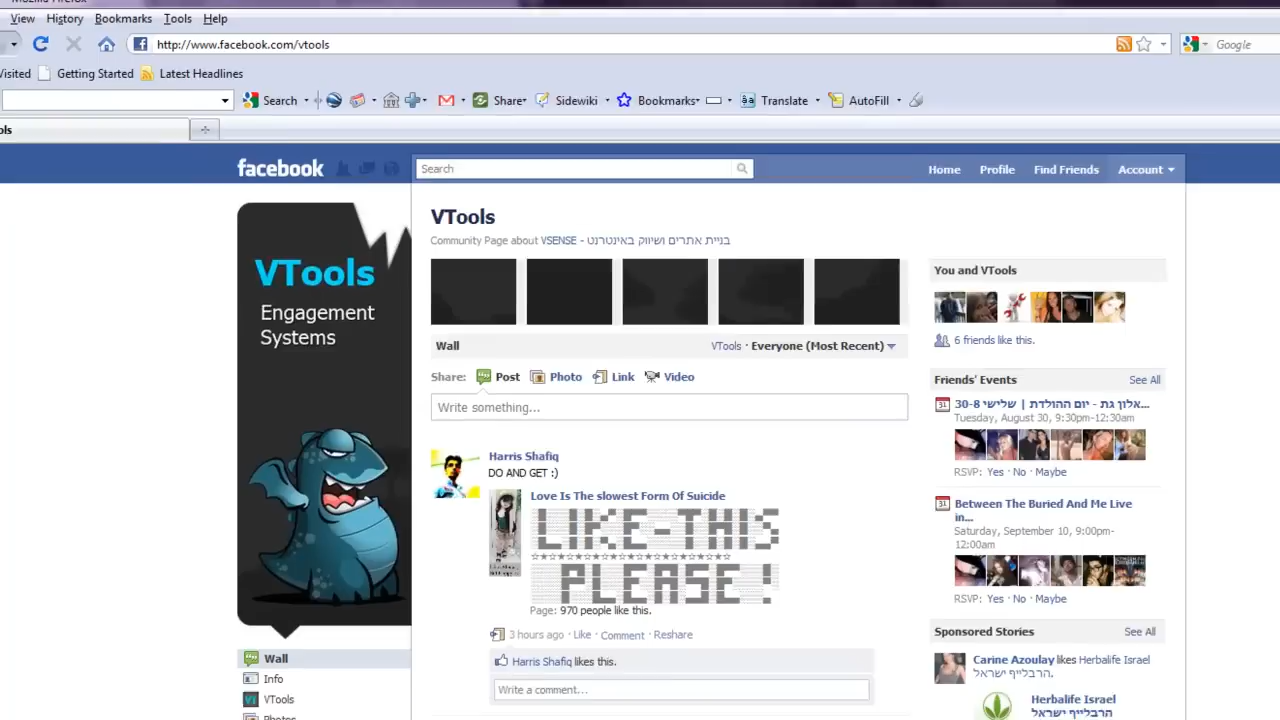 Mozilla Firefox
View History Bookmarks Tools Help
http://www.facebook.com/vtools
Google
Visited Getting Started Latest Headlines
Search Share Sidewiki Bookmarks Translate AutoFill
ols
facebook
Search
Home Profile Find Friends Account
VTools
Engagement
Systems
Wall
Info
VTools
Photos
VTools
Community Page about VSENSE - בניית אתרים ושיווק באינטרנט
Wall VTools · Everyone (Most Recent)
Share: Post Photo Link Video
Write something...
Harris Shafiq
DO AND GET :)
Love Is The slowest Form Of Suicide
LIKE-THIS
☆★☆★☆★☆★☆★☆★☆★☆★☆★☆★☆★☆
PLEASE!
Page: 970 people like this.
3 hours ago · Like · Comment · Reshare
Harris Shafiq likes this.
Write a comment...
You and VTools
6 friends like this.
Friends' Events See All
31 אלון גת - יום ההולדת | שלישי 30-8...
Tuesday, August 30, 9:30pm-12:30am
RSVP: Yes · No · Maybe
31 Between The Buried And Me Live
in...
Saturday, September 10, 9:00pm-
12:00am
RSVP: Yes · No · Maybe
Sponsored Stories See All
Carine Azoulay likes Herbalife Israel
הרבלייף ישראל.
Herbalife Israel
הרבלייף ישראל